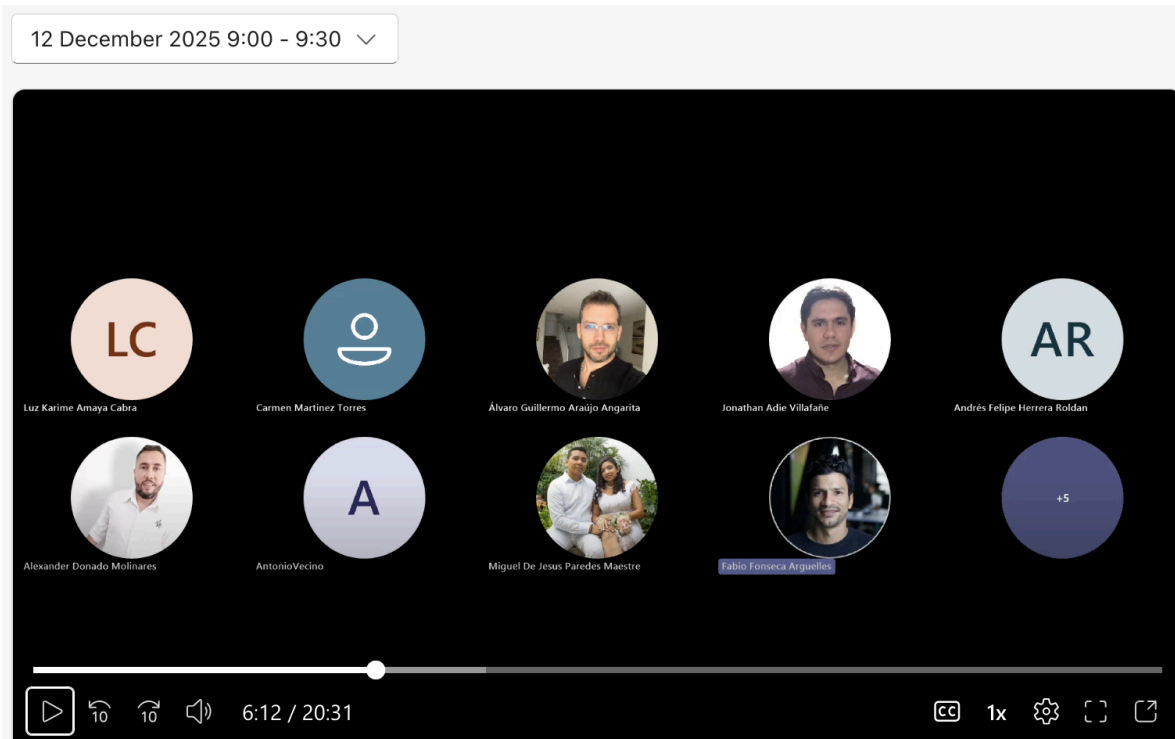 12 December 2025 9:00 - 9:30
LC
AR
Luz Karime Amaya Cabra
Carmen Martinez Torres
Álvaro Guillermo Araújo Angarita
Jonathan Adie Villafañe
Andrés Felipe Herrera Roldan
A
+5
Alexander Donado Molinares
AntonioVecino
Miguel De Jesus Paredes Maestre
Fabio Fonseca Arguelles
10
10
6:12 / 20:31
CC
1x